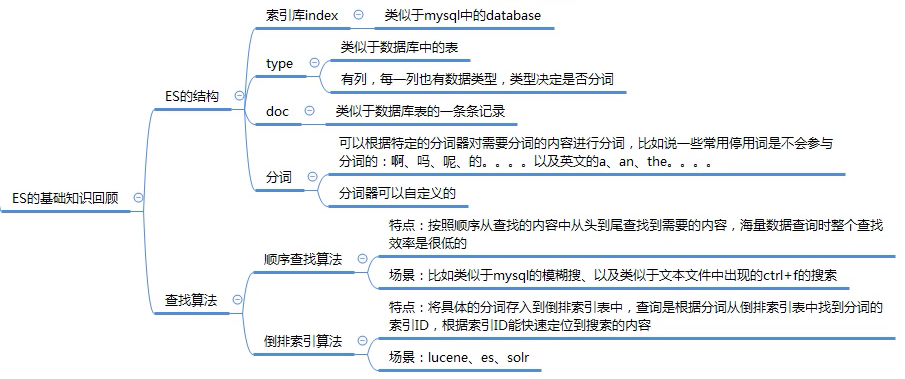 ES的基础知识回顾
ES的结构
索引库index
类似于mysql中的database
type
类似于数据库中的表
有列，每一列也有数据类型，类型决定是否分词
doc
类似于数据库表的一条条记录
分词
可以根据特定的分词器对需要分词的内容进行分词，比如说一些常用停用词是不会参与
分词的：啊、吗、呢、的。。。。以及英文的a、an、the。。。。
分词器可以自定义的
查找算法
顺序查找算法
特点：按照顺序从查找的内容中从头到尾查找到需要的内容，海量数据查询时整个查找
效率是很低的
场景：比如类似于mysql的模糊搜、以及类似于文本文件中出现的ctrl+f的搜索
倒排索引算法
特点：将具体的分词存入到倒排索引表中，查询是根据分词从倒排索引表中找到分词的
索引ID，根据索引ID能快速定位到搜索的内容
场景：lucene、es、solr